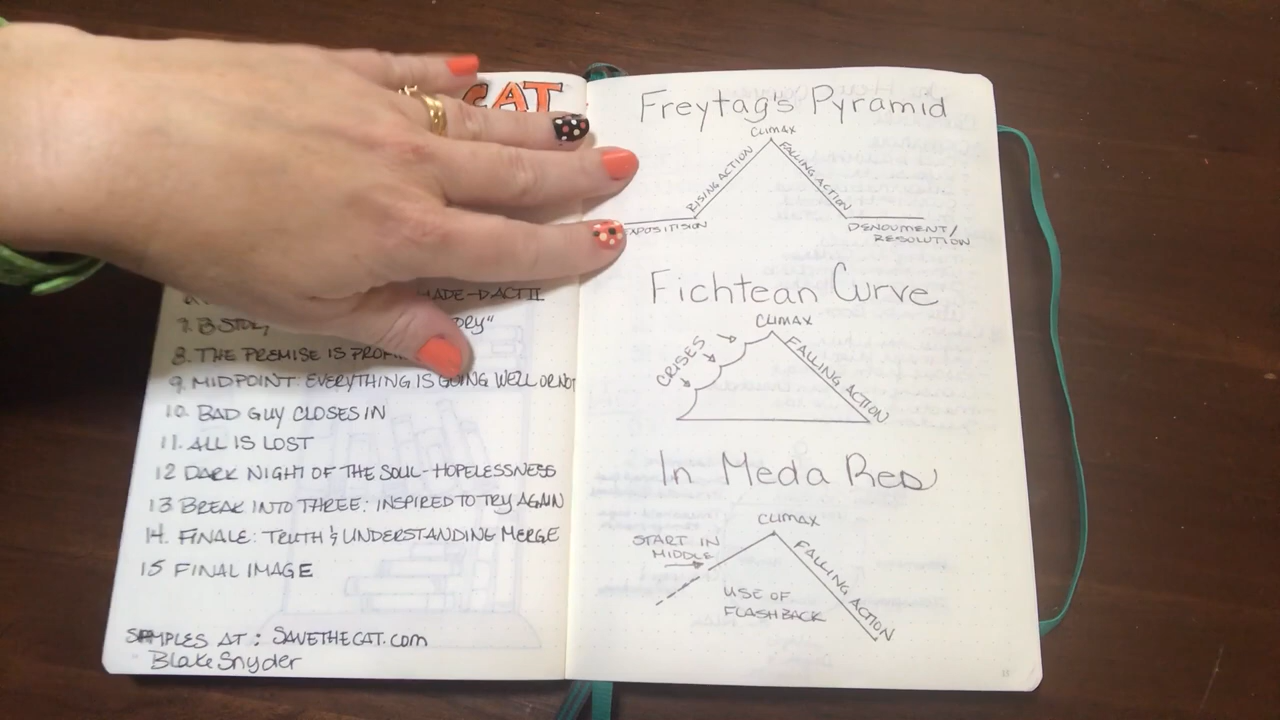 CAT
MADE-D ACT II
8. THE PREMISE IS
9. MIDPOINT: EVERYTHING IS GOING WELL OR NOT
10. BAD GUY CLOSES IN
11. ALL IS LOST
12 DARK NIGHT OF THE SOUL-HOPELESSNESS
13 BREAK INTO THREE: INSPIRED TO TRY AGAIN
14. FINALE: TRUTH & UNDERSTANDING MERGE
15 FINAL IMAGE
SAMPLES AT: SAVETHECAT.com
Blake Snyder
Freytag's Pyramid
CLIMAX
RISING ACTION
FALLING ACTION
EXPOSITISION
DENOUMENT/
RESOLUTION
Fichtean Curve
CLIMAX
CRISES
FALLING ACTION
In Meda Res
CLIMAX
START IN
MIDDLE
FALLING ACTION
USE OF
FLASHBACK